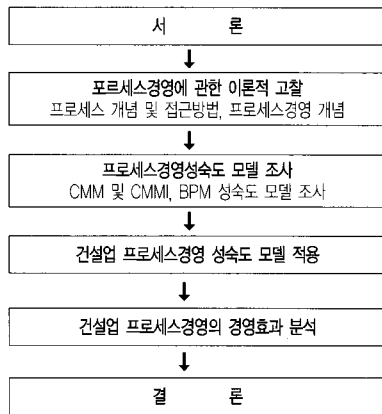 서 론
포르세스경영에 관한 이론적 고찰
프로세스 개념 및 접근방법, 프로세스경영 개념
프로세스경영성숙도 모델 조사
CMM 및 CMMI, BPM 성숙도 모델 조사
건설업 프로세스경영 성숙도 모델 적용
건설업 프로세스경영의 경영효과 분석
결 론